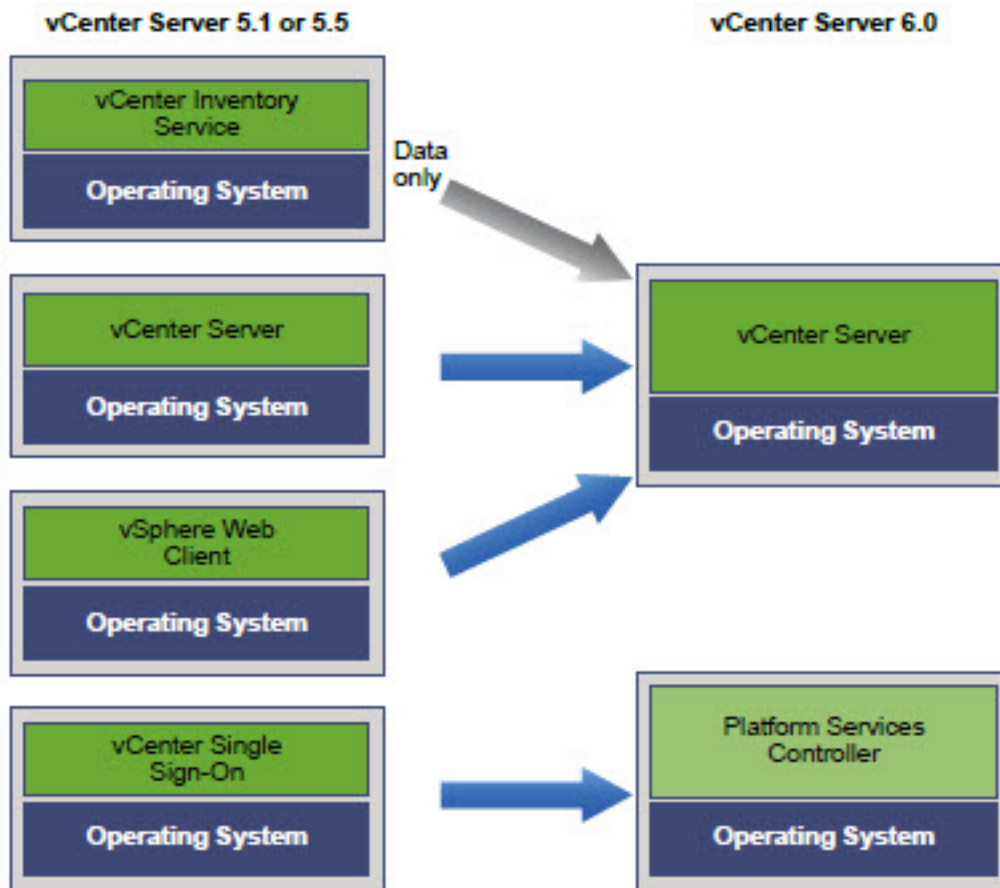 vCenter Server 5.1 or 5.5
vCenter Server 6.0
vCenter Inventory
Service
Operating System
Data
only
vCenter Server
Operating System
vCenter Server
Operating System
vSphere Web
Client
Operating System
vCenter Single
Sign-On
Operating System
Platform Services
Controller
Operating System